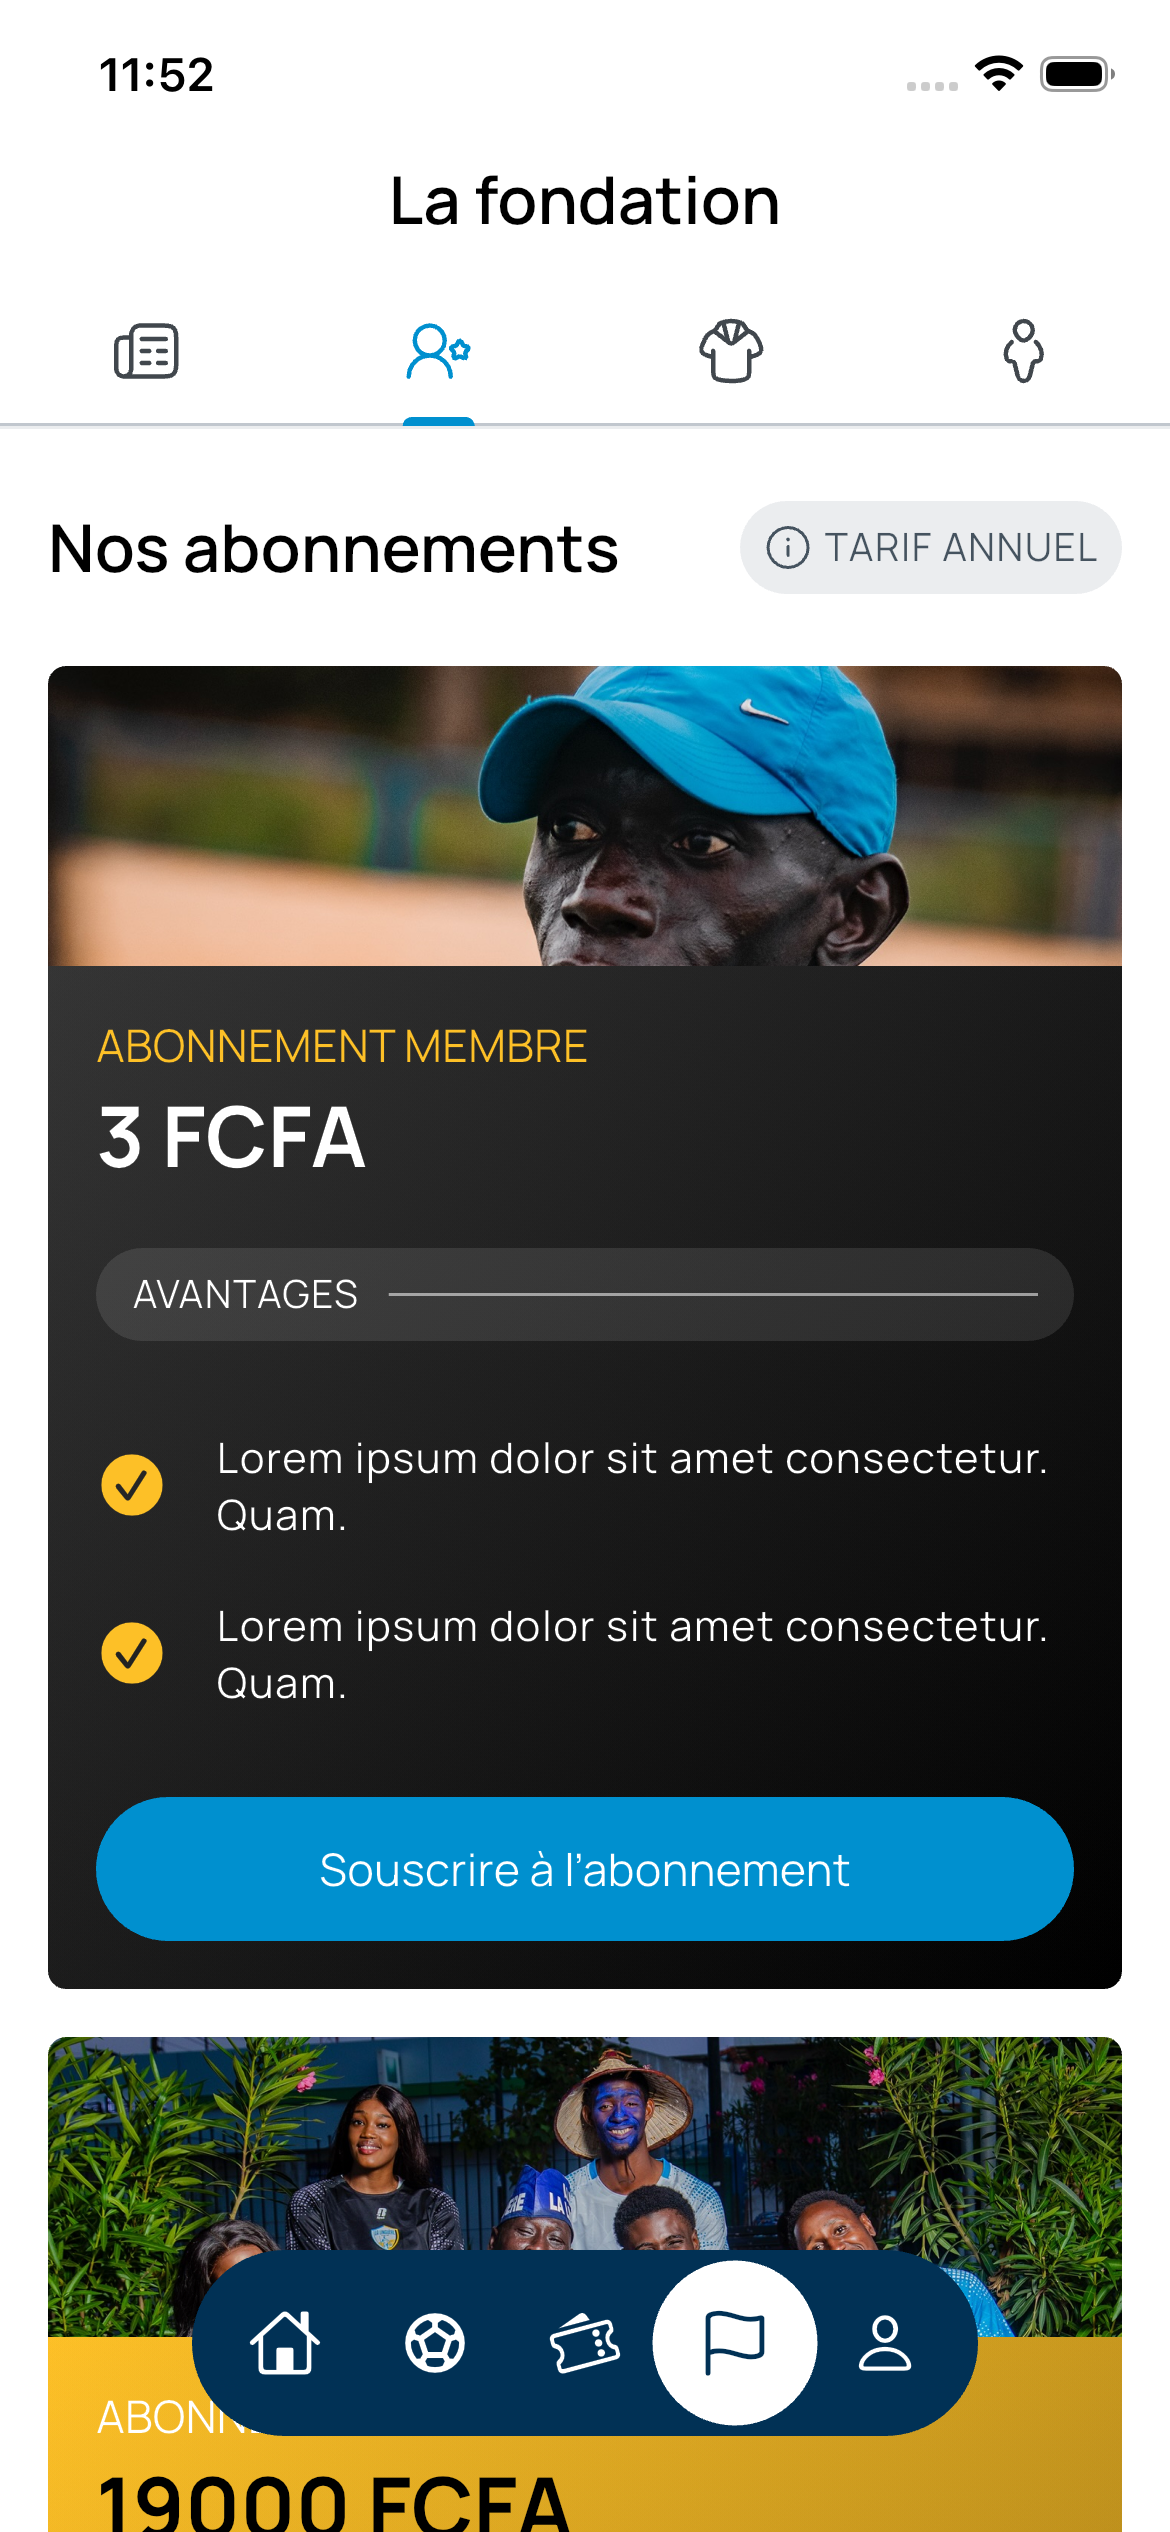 11:52
La fondation
Nos abonnements
TARIF ANNUEL
ABONNEMENT MEMBRE
3 FCFA
AVANTAGES
Lorem ipsum dolor sit amet consectetur.
Quam.
Lorem ipsum dolor sit amet consectetur.
Quam.
Souscrire à l'abonnement
19000 FCFA